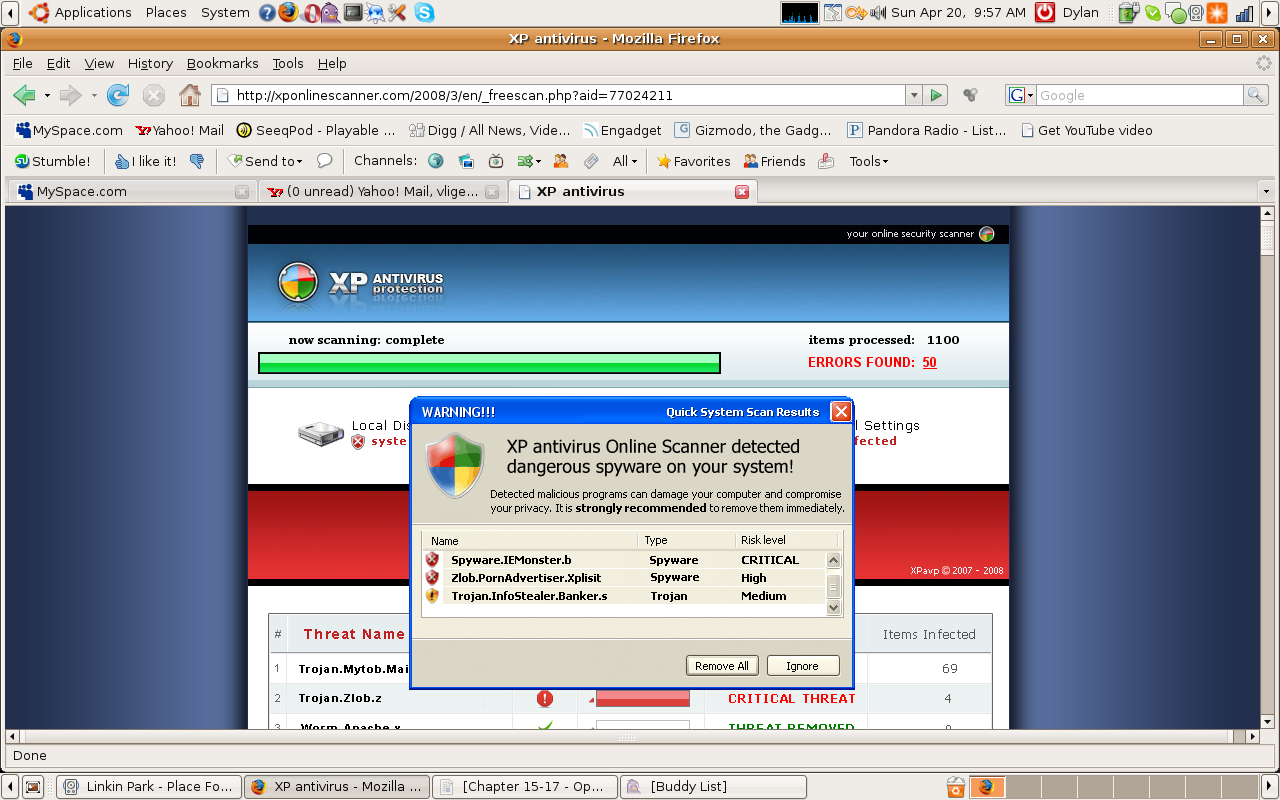 Applications Places System Sun Apr 20, 9:57 AM Dylan
XP antivirus - Mozilla Firefox
File Edit View History Bookmarks Tools Help
http://xponlinescanner.com/2008/3/en/_freescan.php?aid=77024211 Google
MySpace.com Yahoo! Mail SeeqPod - Playable ... Digg / All News, Vide... Engadget Gizmodo, the Gadg... Pandora Radio - List... Get YouTube video
Stumble! I like it! Send to Channels: All Favorites Friends Tools
MySpace.com (0 unread) Yahoo! Mail, vlige... XP antivirus
your online security scanner
XP ANTIVIRUS protection
now scanning: complete items processed: 1100
ERRORS FOUND: 50
Local Dis l Settings
syste fected
WARNING!!! Quick System Scan Results
XP antivirus Online Scanner detected
dangerous spyware on your system!
Detected malicious programs can damage your computer and compromise
your privacy. It is strongly recommended to remove them immediately.
Name Type Risk level
Spyware.IEMonster.b Spyware CRITICAL
Zlob.PornAdvertiser.Xplisit Spyware High
Trojan.InfoStealer.Banker.s Trojan Medium
XPavp © 2007 - 2008
Remove All Ignore
# Threat Name Items Infected
1 Trojan.Mytob.Mai 69
2 Trojan.Zlob.z CRITICAL THREAT 4
3 Worm.Apache.x THREAT REMOVED
Done
Linkin Park - Place Fo... XP antivirus - Mozilla ... [Chapter 15-17 - Op... [Buddy List]